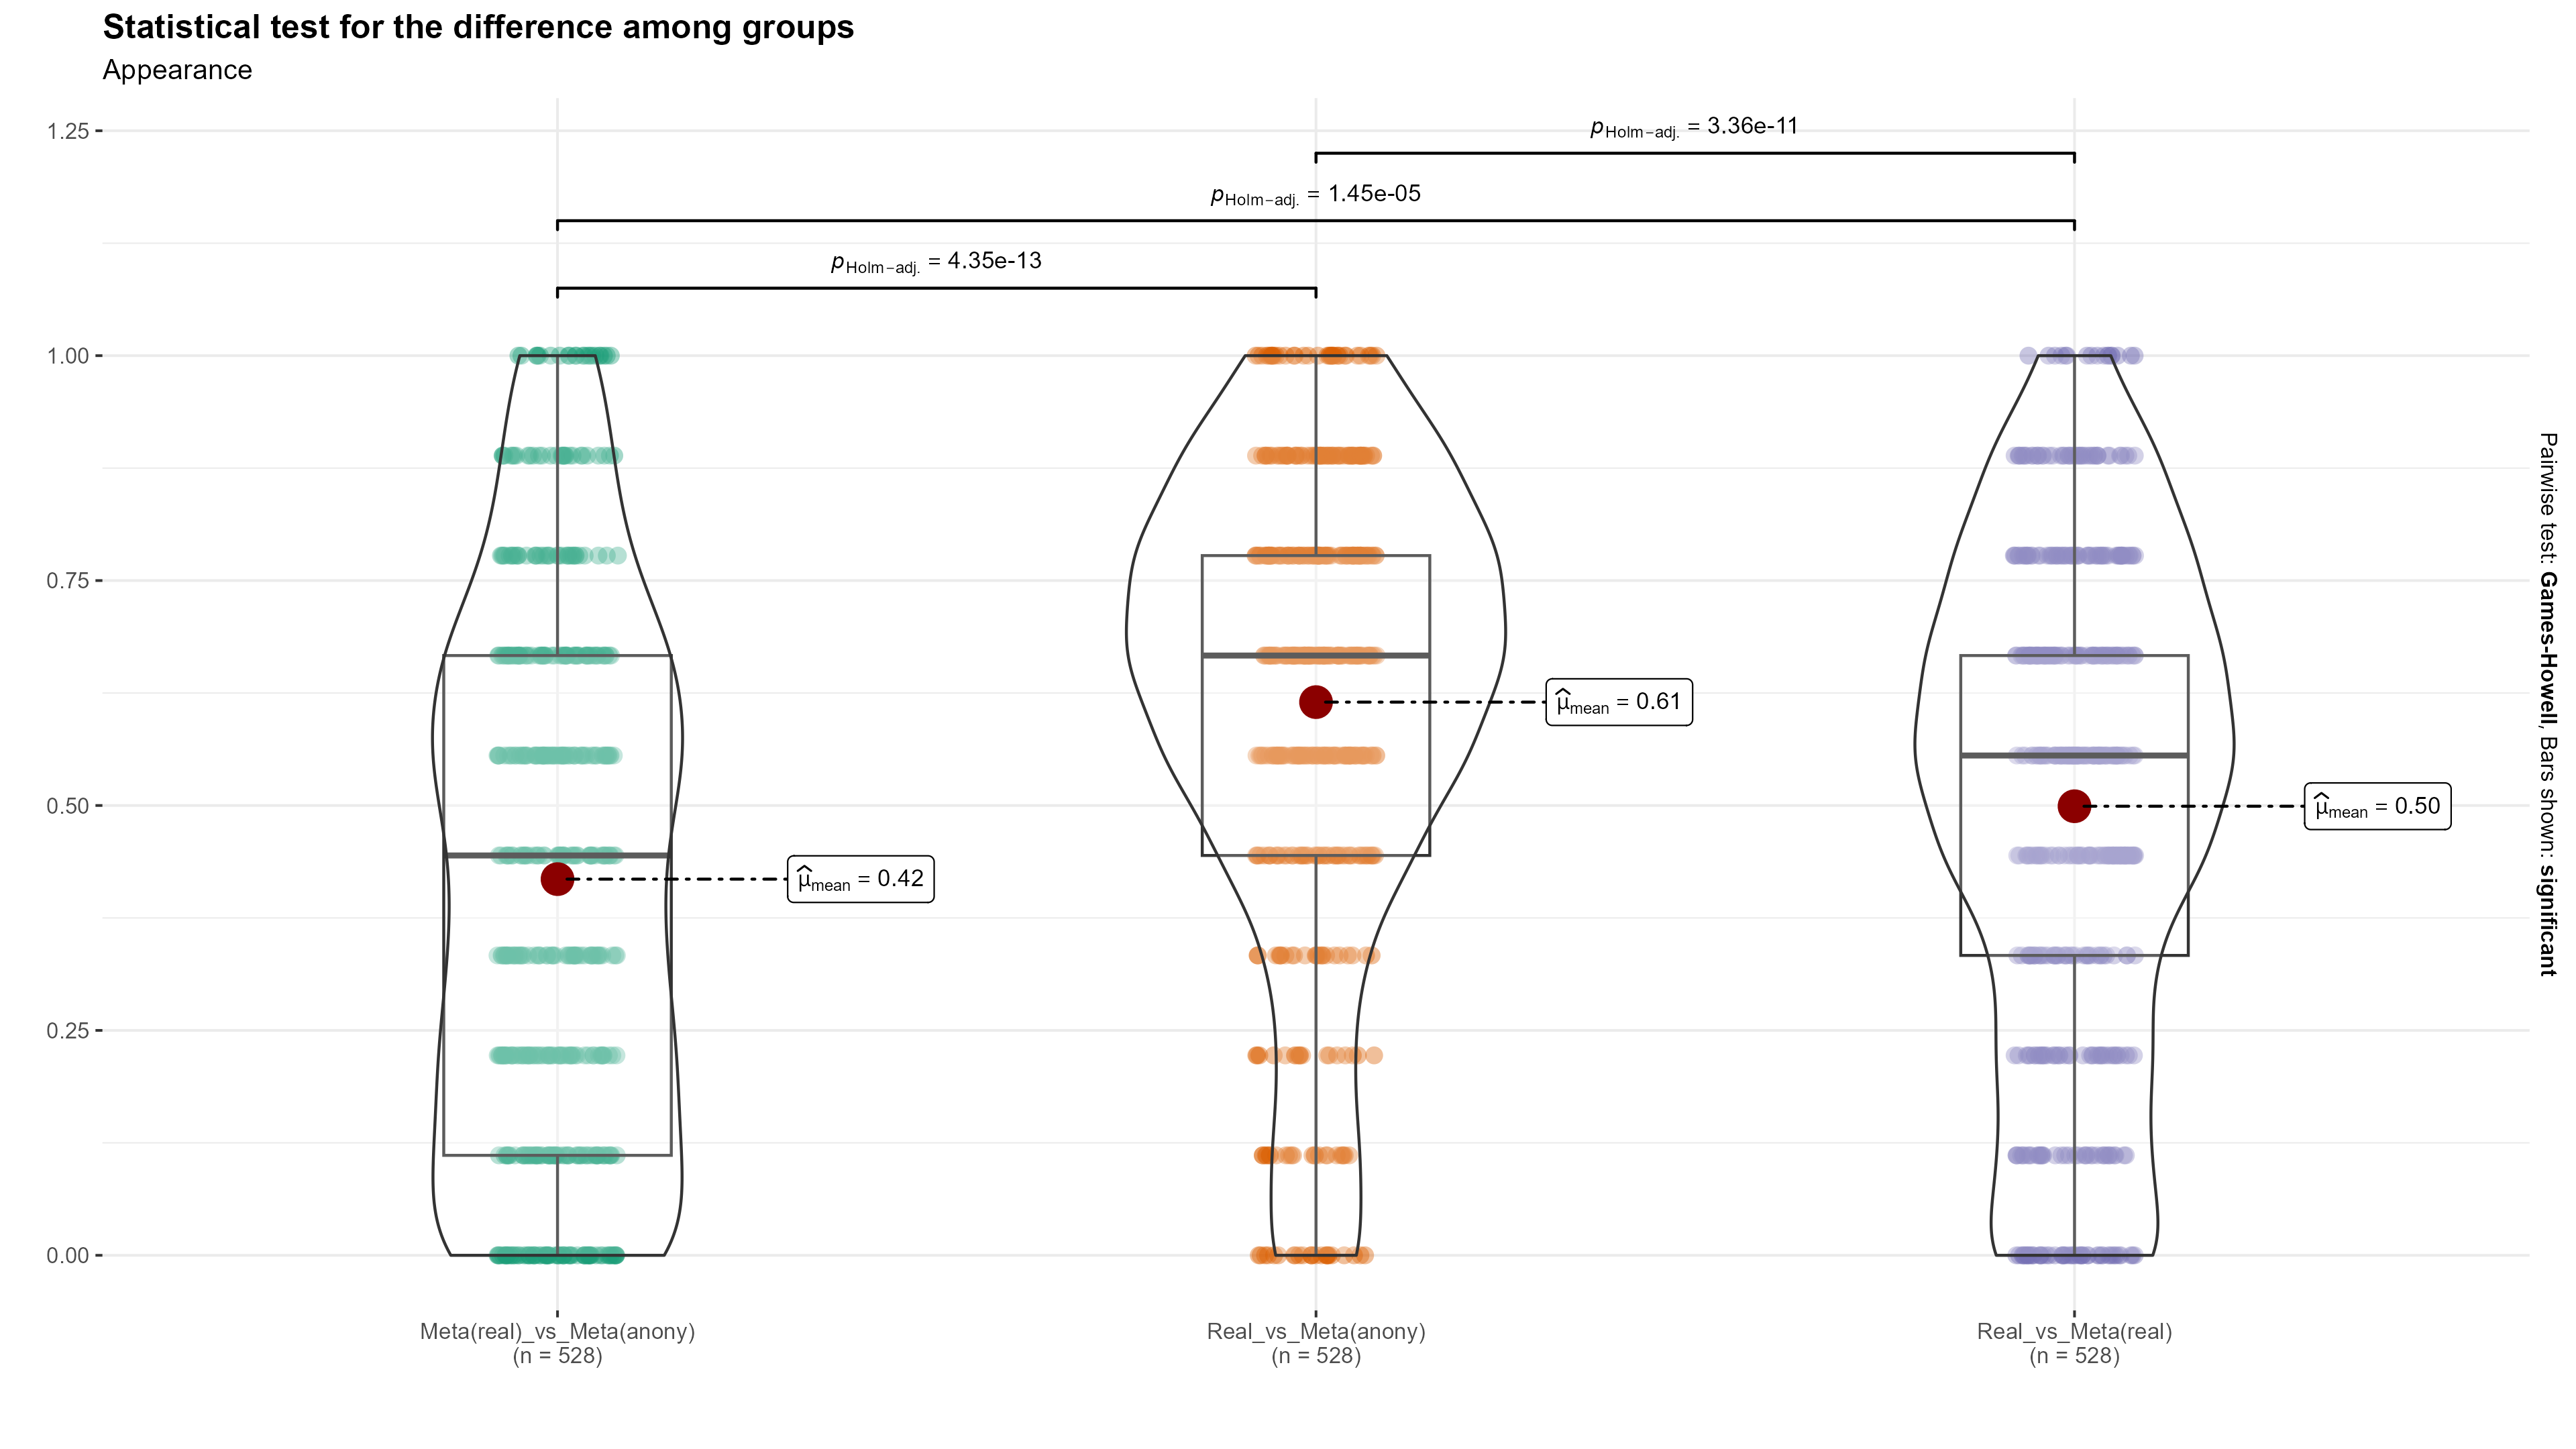 Statistical test for the difference among groups
Appearance
1.25
1.00
0.75
0.50
0.25
0.00
pHolm−adj. = 3.36e-11
pHolm−adj. = 1.45e-05
pHolm−adj. = 4.35e-13
μ̂mean = 0.42
μ̂mean = 0.61
μ̂mean = 0.50
Meta(real)_vs_Meta(anony)
(n = 528)
Real_vs_Meta(anony)
(n = 528)
Real_vs_Meta(real)
(n = 528)
Pairwise test: Games-Howell, Bars shown: significant